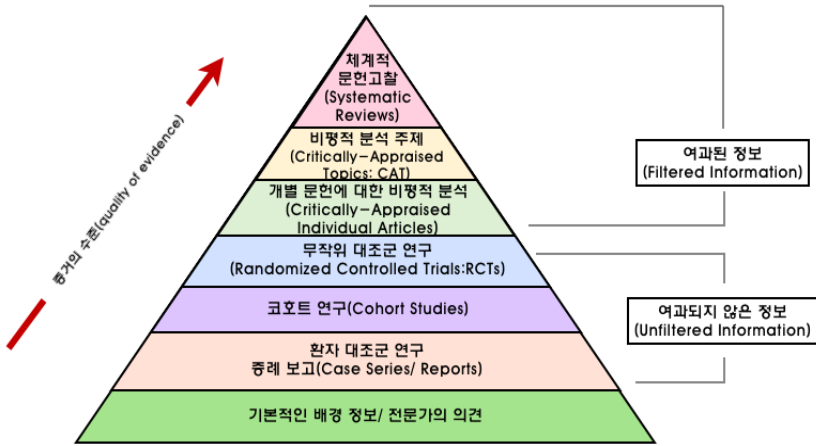 체계적
문헌고찰
(Systematic
Reviews)
비평적 분석 주제
(Critically-Appraised
Topics: CAT)
개별 문헌에 대한 비평적 분석
(Critically-Appraised
Individual Articles)
무작위 대조군 연구
(Randomized Controlled Trials:RCTs)
코호트 연구(Cohort Studies)
환자 대조군 연구
증례 보고(Case Series/ Reports)
기본적인 배경 정보/ 전문가의 의견
증거의 수준(quality of evidence)
여과된 정보
(Filtered Information)
여과되지 않은 정보
(Unfiltered Information)